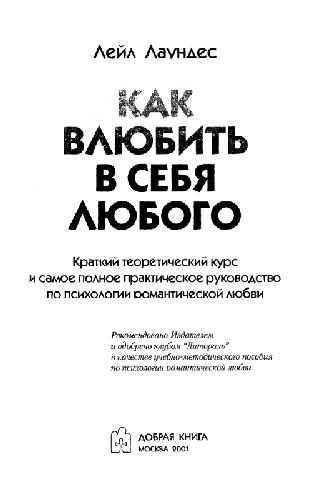 Лейл Лаундес
КАК
ВЛЮБИТЬ
В СЕБЯ
ЛЮБОГО
Краткий теоретический курс
и самое полное практическое руководство
по психологии романтической любви
Рекомендовано Издателем
и одобрено клубом "Литораль"
в качестве учебно-методического пособия
по психологии романтической любви
ДОБРАЯ КНИГА
МОСКВА 2001